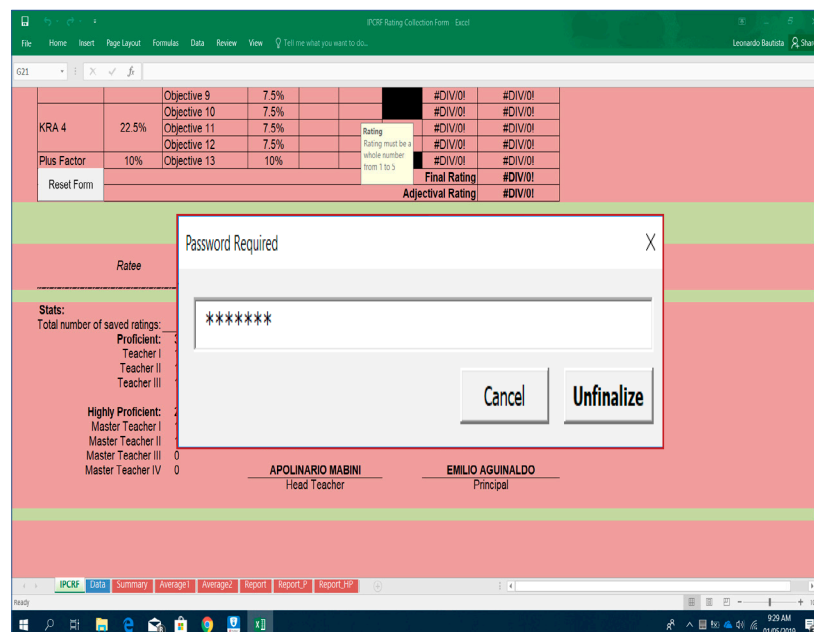 IPCRF Rating Collection Form Excel
File Home Insert Page Layout Formulas Data Review View Tell me what you want to do... Leonardo Bautista Share
G21 fx
Objective 9 7.5% #DIV/0! #DIV/0!
Objective 10 7.5% #DIV/0! #DIV/0!
KRA 4 22.5% Objective 11 7.5% #DIV/0! #DIV/0!
Objective 12 7.5% #DIV/0! #DIV/0!
Plus Factor 10% Objective 13 10% #DIV/0! #DIV/0!
Rating
Rating must be a
whole number
from 1 to 5
Reset Form
Final Rating #DIV/0!
Adjectival Rating #DIV/0!
Password Required X
*******
Cancel Unfinalize
Ratee
Stats:
Total number of saved ratings:
Proficient:
Teacher I
Teacher II
Teacher III
Highly Proficient:
Master Teacher I
Master Teacher II
Master Teacher III 0
Master Teacher IV 0
APOLINARIO MABINI EMILIO AGUINALDO
Head Teacher Principal
IPCRF Data Summary Average1 Average2 Report Report_P Report_HP
Ready
9:29 AM
01/05/2019